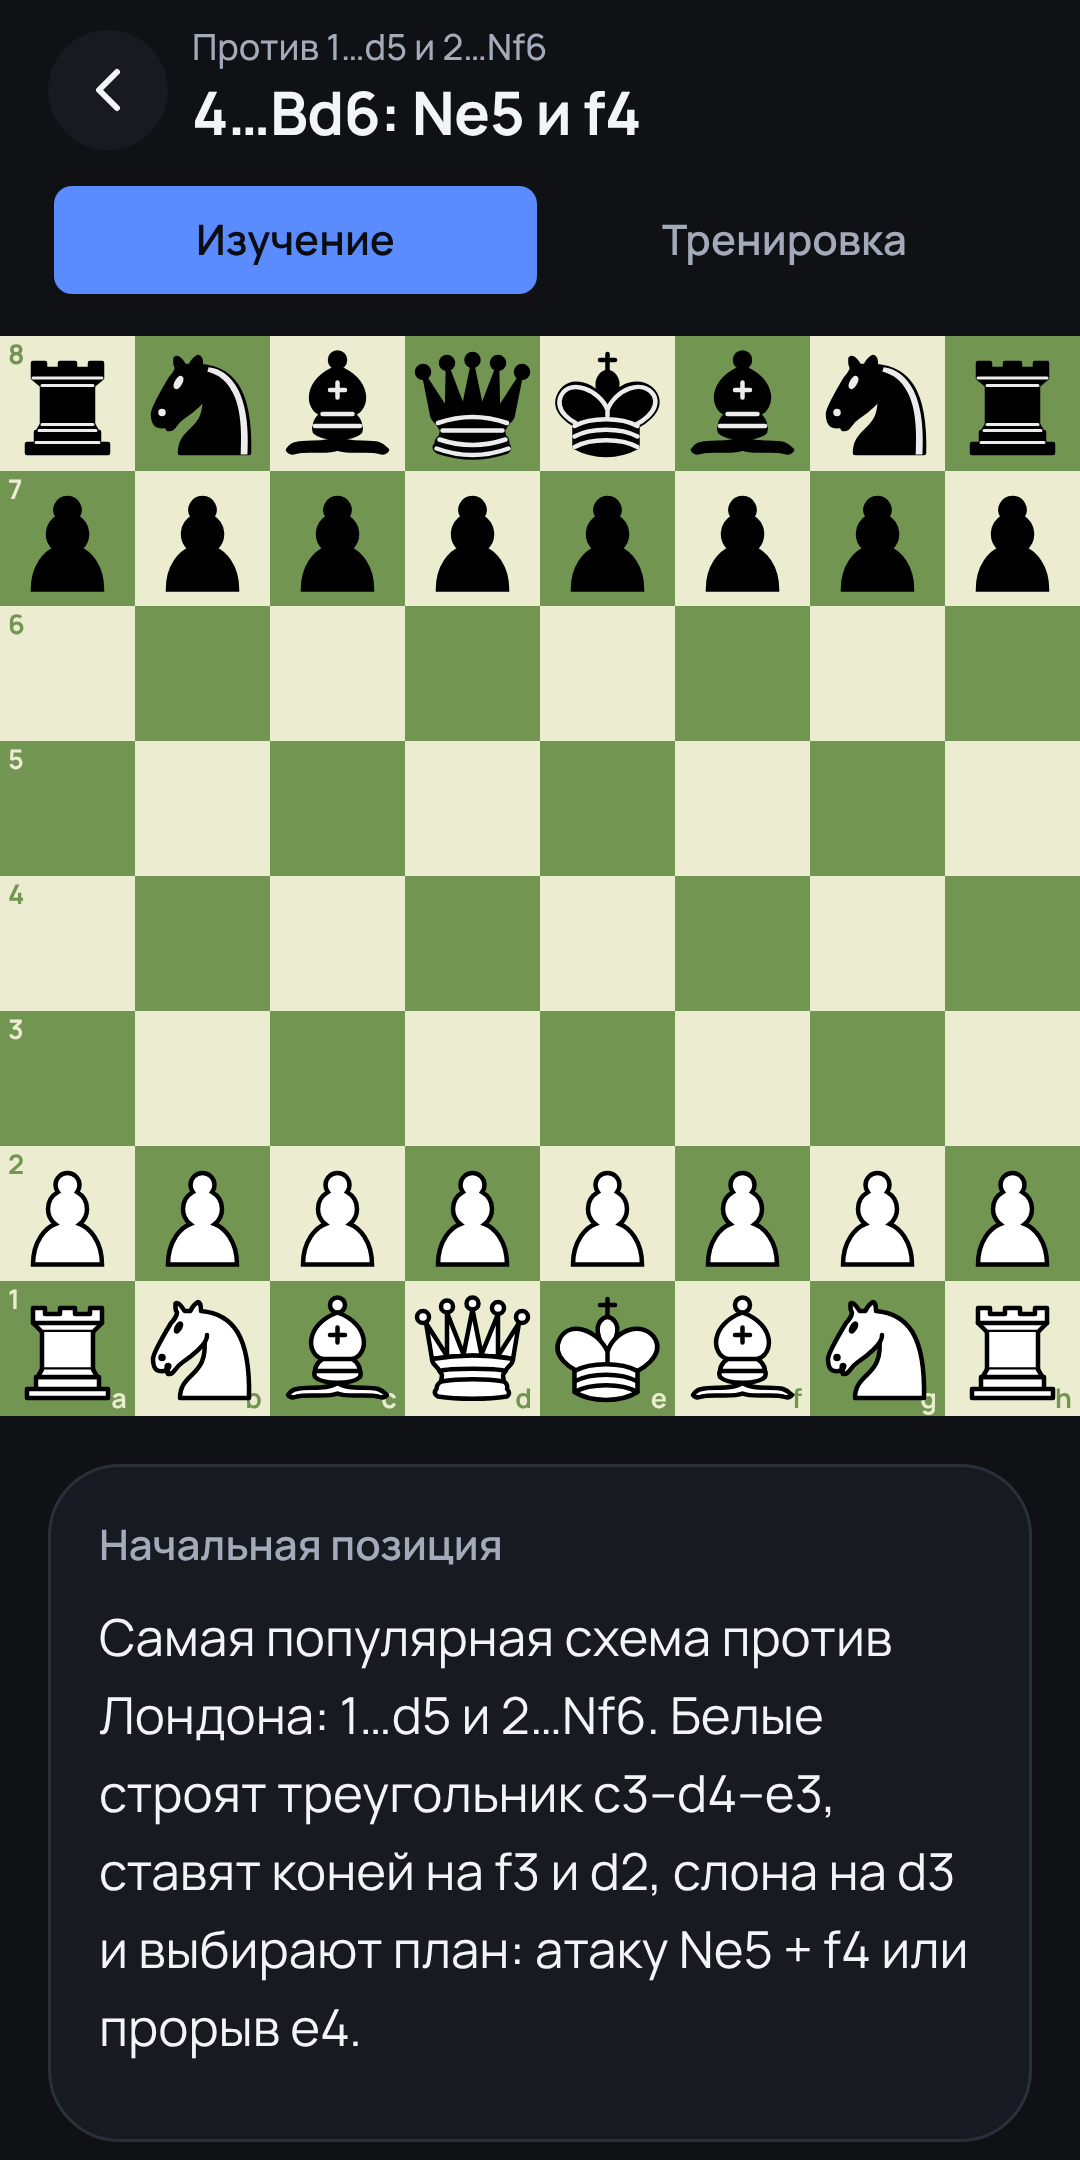 Против 1...d5 и 2...Nf6
4...Bd6: Ne5 и f4
Изучение
Тренировка
8
7
6
5
4
3
2
1
a
b
c
d
e
f
g
h
Начальная позиция
Самая популярная схема против
Лондона: 1...d5 и 2...Nf6. Белые
строят треугольник c3–d4–e3,
ставят коней на f3 и d2, слона на d3
и выбирают план: атаку Ne5 + f4 или
прорыв e4.